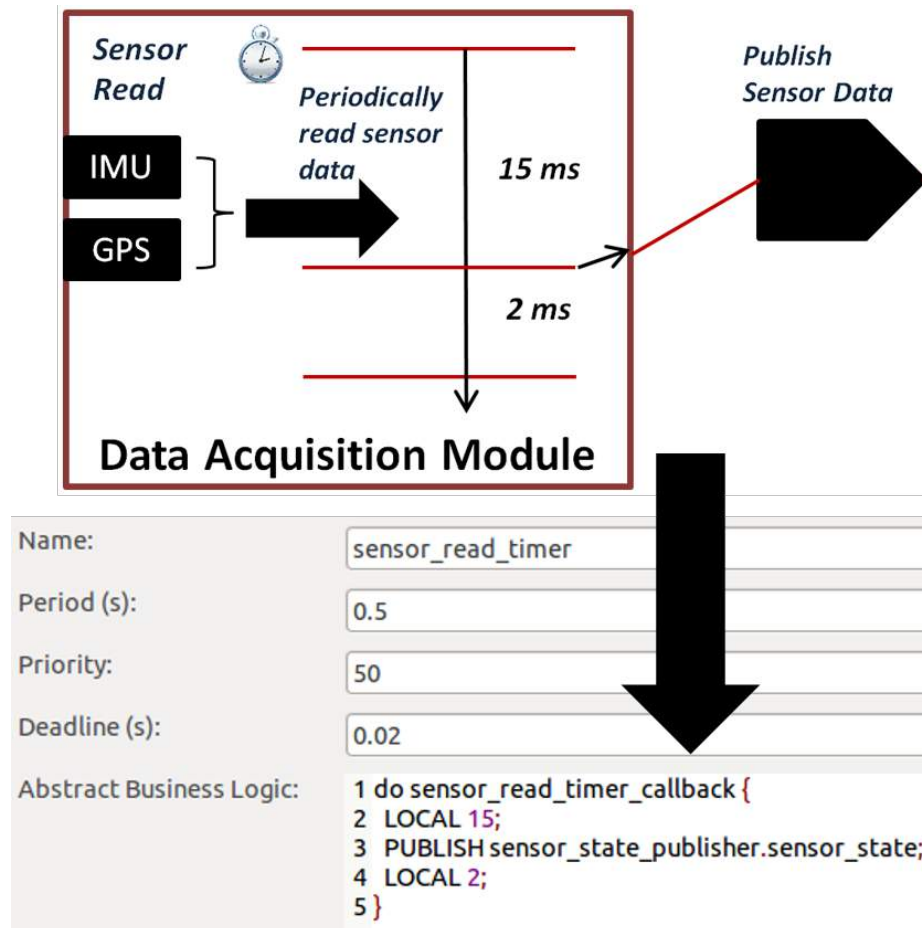 Sensor
Read
Periodically
read sensor
data
IMU
GPS
15 ms
2 ms
Publish
Sensor Data
Data Acquisition Module
Name:
sensor_read_timer
Period (s):
0.5
Priority:
50
Deadline (s):
0.02
Abstract Business Logic:
1 do sensor_read_timer_callback {
2 LOCAL 15;
3 PUBLISH sensor_state_publisher.sensor_state;
4 LOCAL 2;
5 }